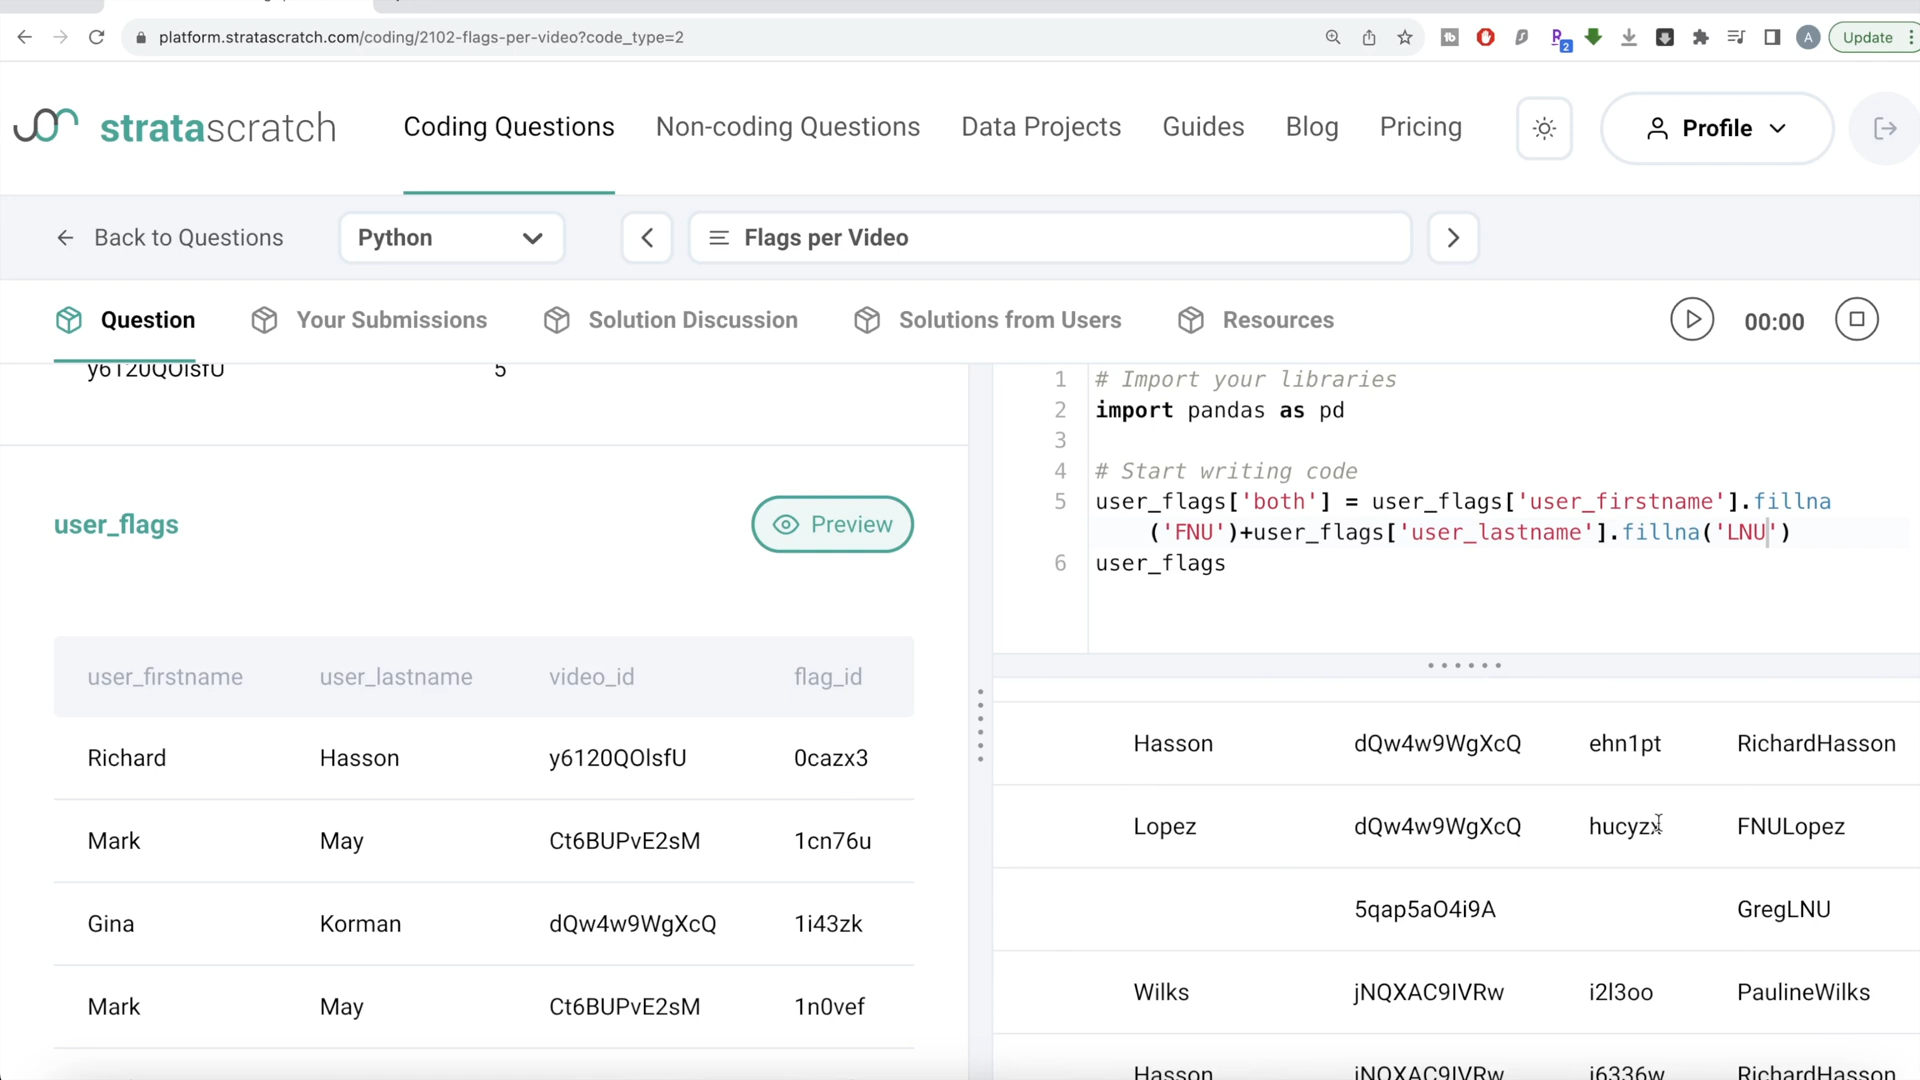 platform.stratascratch.com/coding/2102-flags-per-video?code_type=2
Update
stratascratch
Coding Questions
Non-coding Questions
Data Projects
Guides
Blog
Pricing
Profile
Back to Questions
Python
Flags per Video
Question
Your Submissions
Solution Discussion
Solutions from Users
Resources
00:00
y6120QOlsfU 5
user_flags
Preview
user_firstname user_lastname video_id flag_id
Richard Hasson y6120QOlsfU 0cazx3
Mark May Ct6BUPvE2sM 1cn76u
Gina Korman dQw4w9WgXcQ 1i43zk
Mark May Ct6BUPvE2sM 1n0vef
1 # Import your libraries
2 import pandas as pd
3
4 # Start writing code
5 user_flags['both'] = user_flags['user_firstname'].fillna
('FNU')+user_flags['user_lastname'].fillna('LNU')
6 user_flags
Hasson dQw4w9WgXcQ ehn1pt RichardHasson
Lopez dQw4w9WgXcQ hucyzx FNULopez
5qap5aO4i9A GregLNU
Wilks jNQXAC9IVRw i2l3oo PaulineWilks
Hasson jNQXAC9IVRw i6336w RichardHasson